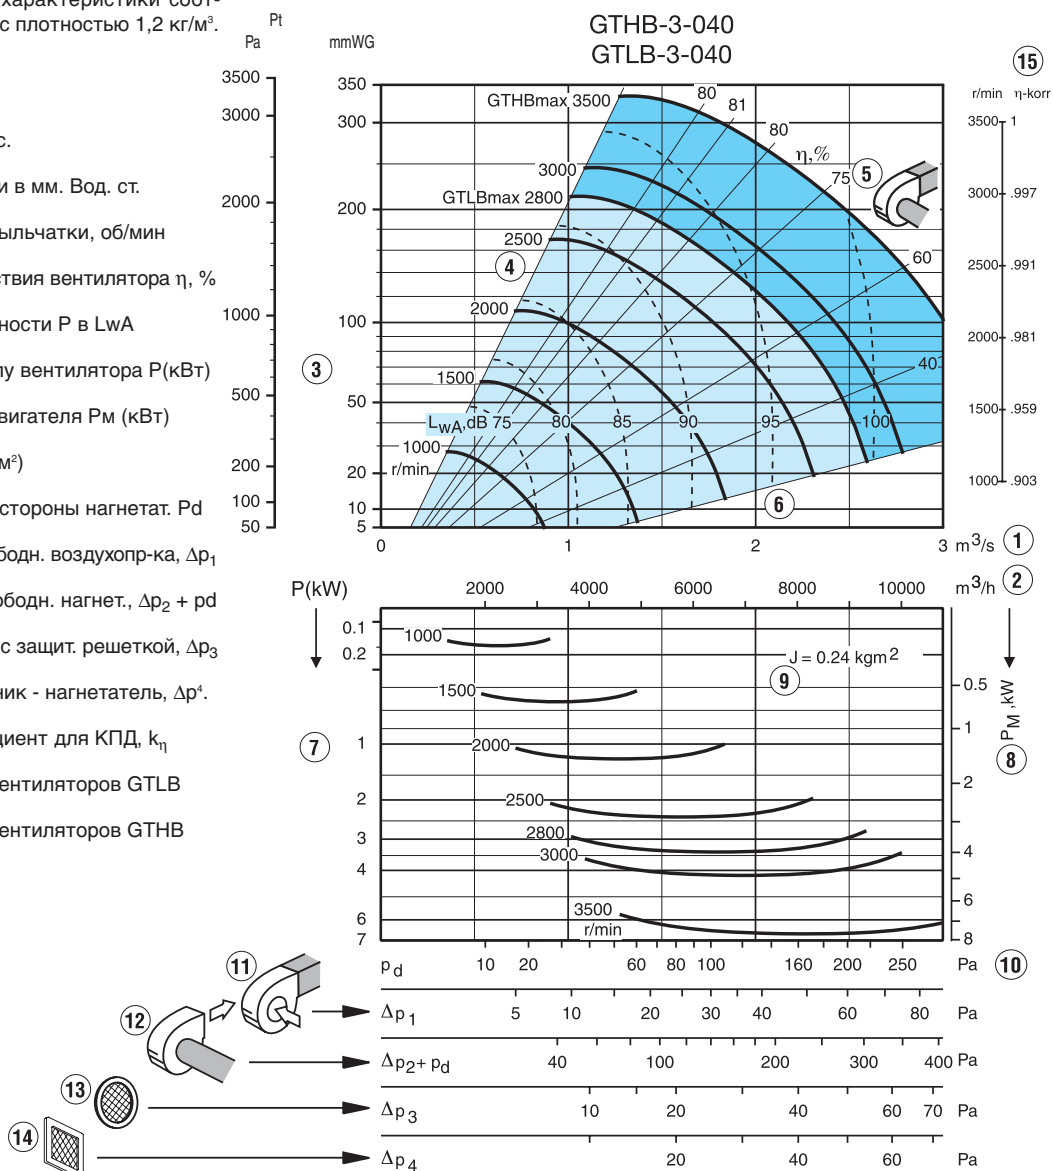 характеристики соот-
с плотностью 1,2 кг/м³.
с.
и в мм. Вод. ст.
ыльчатки, об/мин
ствия вентилятора η, %
ности P в LwA
лу вентилятора P(кВт)
вигателя Pм (кВт)
м²)
стороны нагнетат. Pd
бодн. воздухопр-ка, Δp1
ободн. нагнет., Δp2 + pd
с защит. решеткой, Δp3
ник - нагнетатель, Δp⁴.
циент для КПД, kη
ентиляторов GTLB
ентиляторов GTHB
GTHB-3-040
GTLB-3-040
Pt
Pa
mmWG
3500
3000
2000
1000
500
200
100
50
350
300
200
100
50
20
10
5
GTHBmax 3500
3000
GTLBmax 2800
2500
2000
1500
1000
r/min
80
81
80
η,%
75
60
40
LwA,dB 75
80
85
90
95
100
3
4
5
6
15
r/min η-korr
3500 1
3000 .997
2500 .991
2000 .981
1500 .959
1000 .903
0 1 2 3 m³/s 1
P(kW)
2000 4000 6000 8000 10000 m³/h 2
0.1
0.2
1
2
3
4
6
7
7
1000
1500
2000
2500
2800
3000
3500
r/min
J = 0.24 kgm²
9
0.5
1
2
4
6
8
PM ,kW
8
pd 10 20 60 80 100 160 200 250 Pa 10
11
Δp1 5 10 20 30 40 60 80 Pa
12
Δp2+ pd 40 100 200 300 400 Pa
13
Δp3 10 20 40 60 70 Pa
14
Δp4 20 40 60 Pa